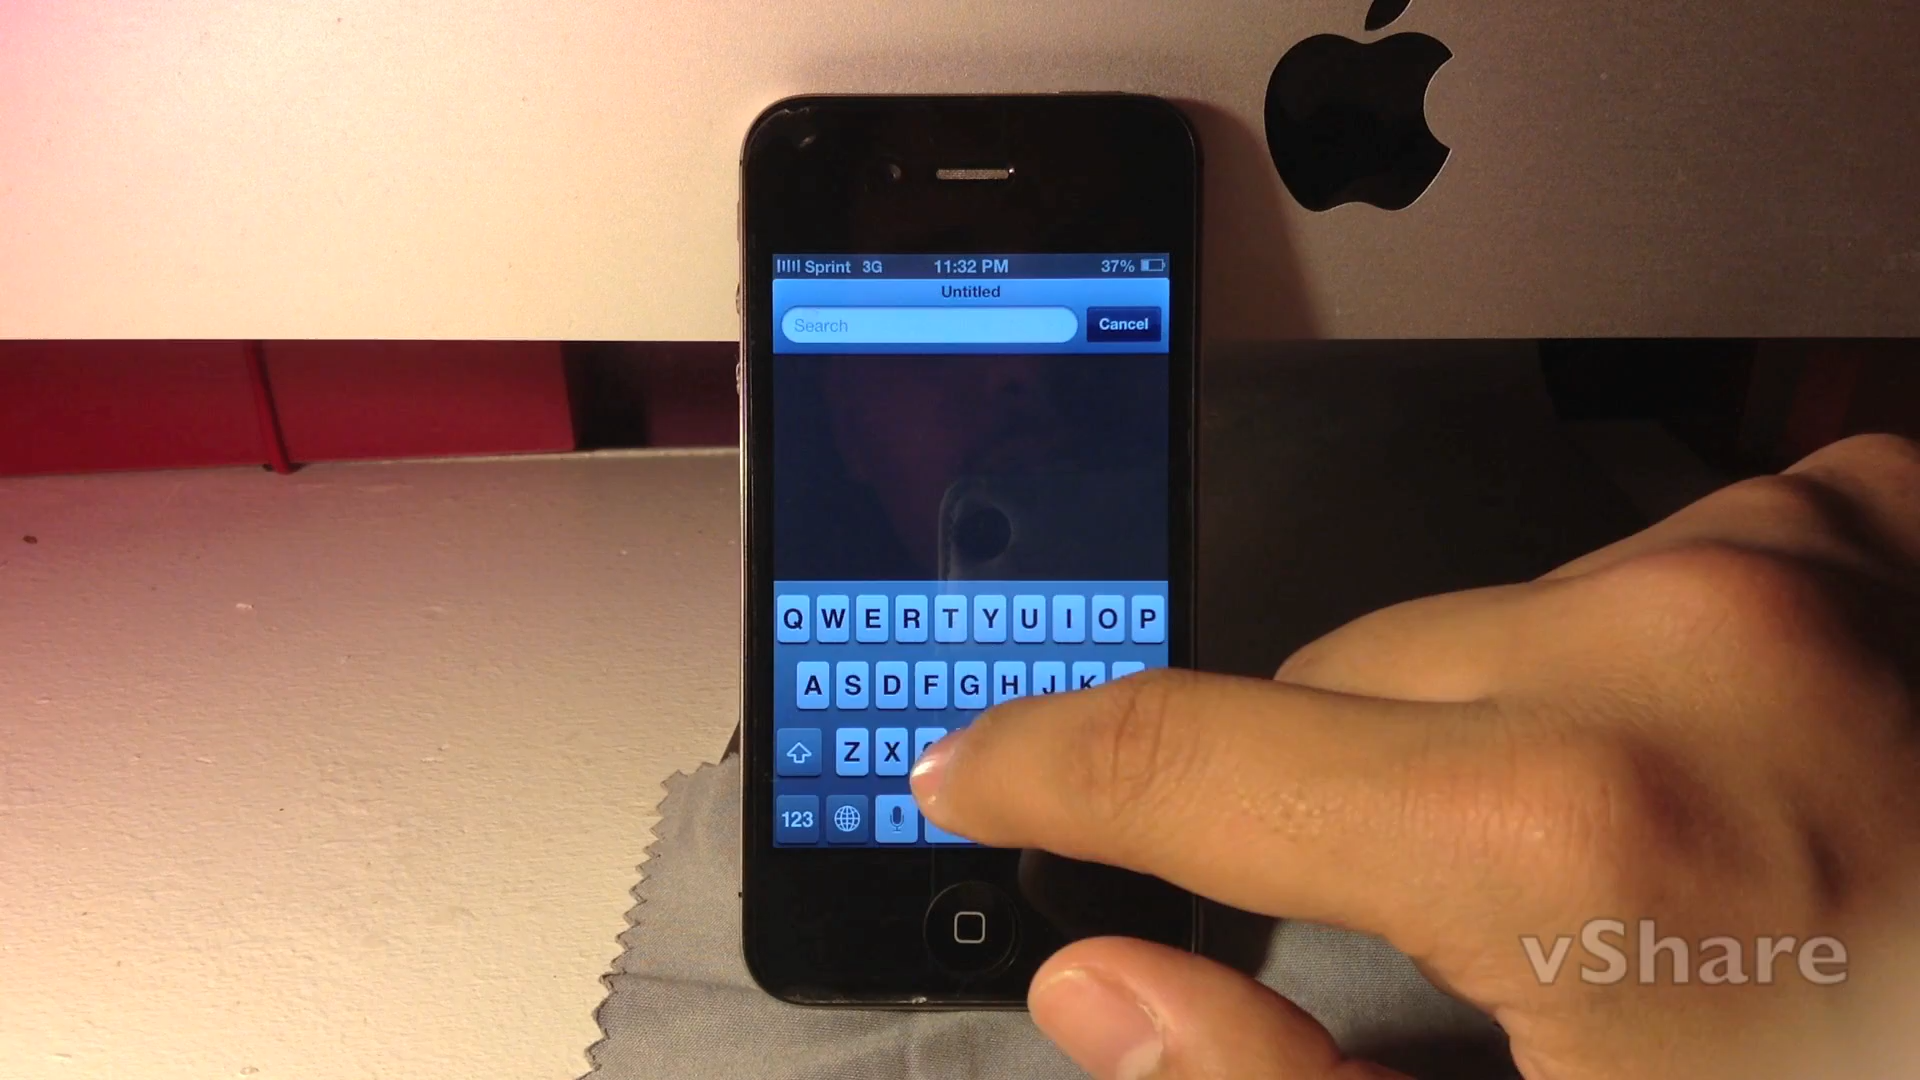 Sprint 3G 11:32 PM 37%
Untitled
Search Cancel
Q W E R T Y U I O P
A S D F G H J K
Z X
123
vShare